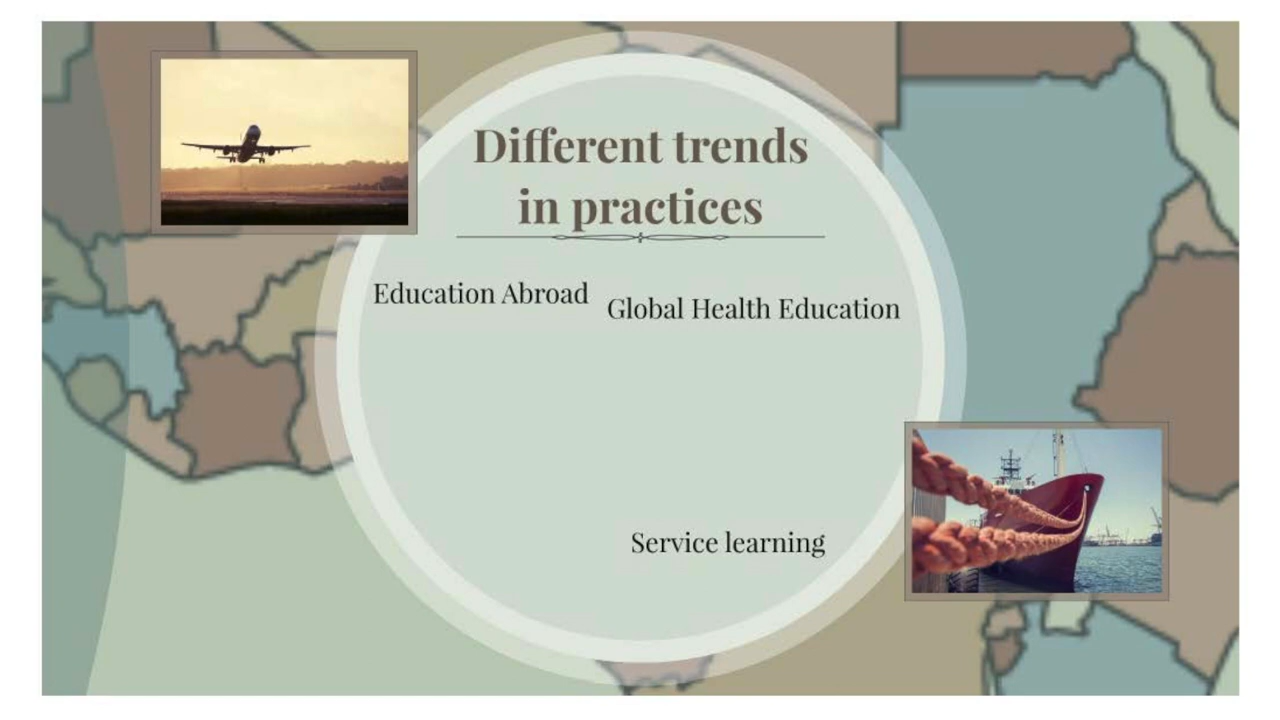 Different trends
in practices
Education Abroad
Global Health Education
Service learning